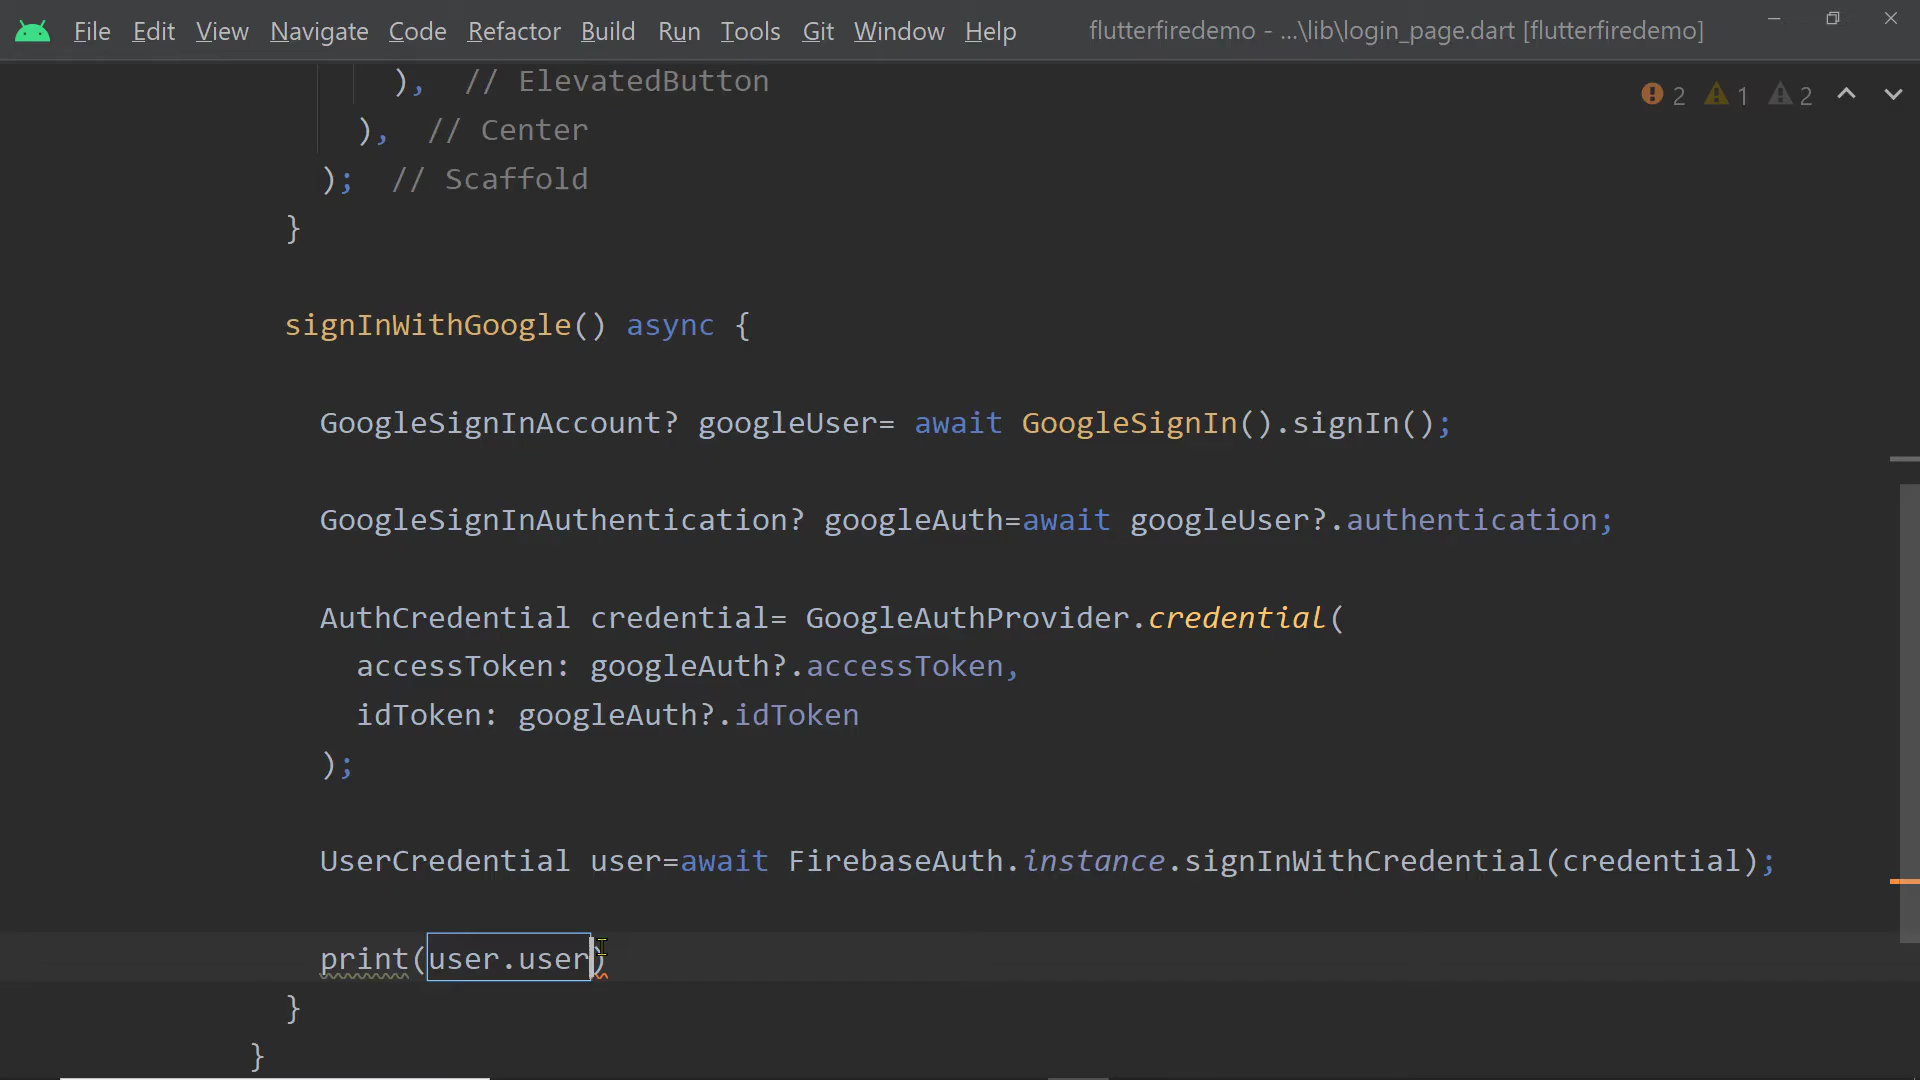 File Edit View Navigate Code Refactor Build Run Tools Git Window Help flutterfiredemo - ...\lib\login_page.dart [flutterfiredemo]
), // ElevatedButton
2 1 2
), // Center
); // Scaffold
}
signInWithGoogle() async {
GoogleSignInAccount? googleUser= await GoogleSignIn().signIn();
GoogleSignInAuthentication? googleAuth=await googleUser?.authentication;
AuthCredential credential= GoogleAuthProvider.credential(
accessToken: googleAuth?.accessToken,
idToken: googleAuth?.idToken
);
UserCredential user=await FirebaseAuth.instance.signInWithCredential(credential);
print(user.user)
}
}